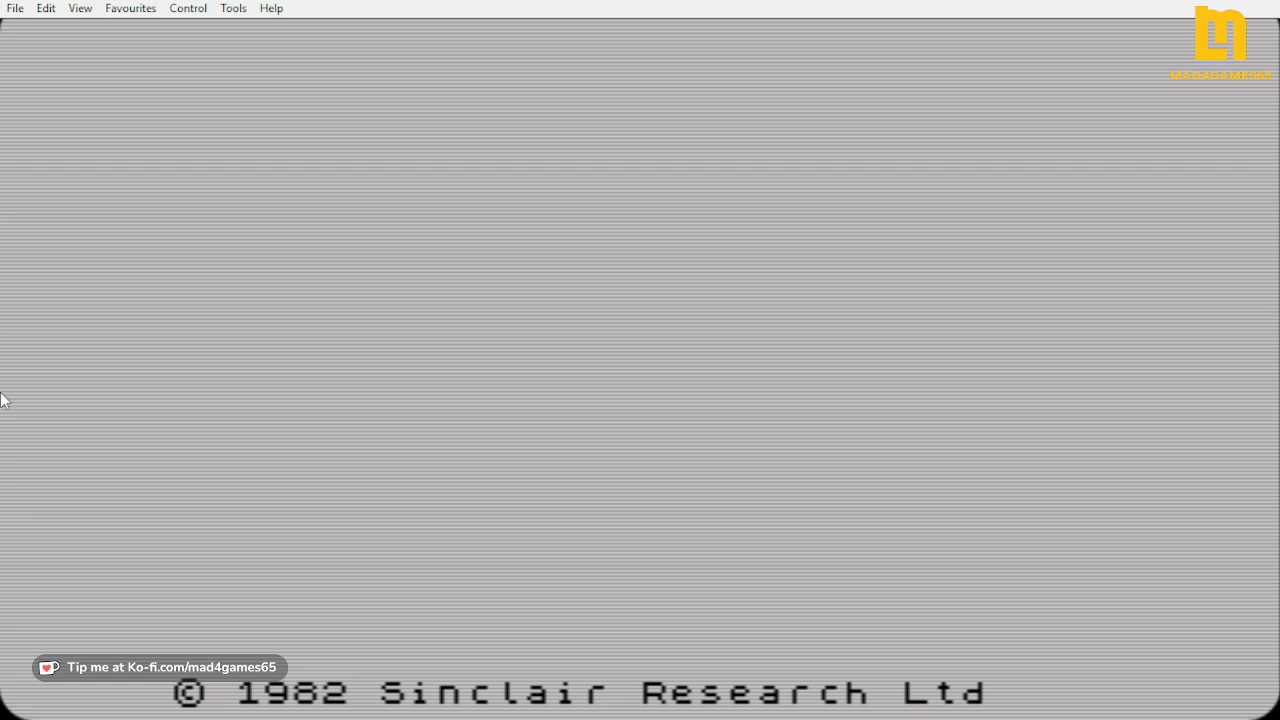 File Edit View Favourites Control Tools Help
MAD4GAMES65
Tip me at Ko-fi.com/mad4games65
© 1982 Sinclair Research Ltd